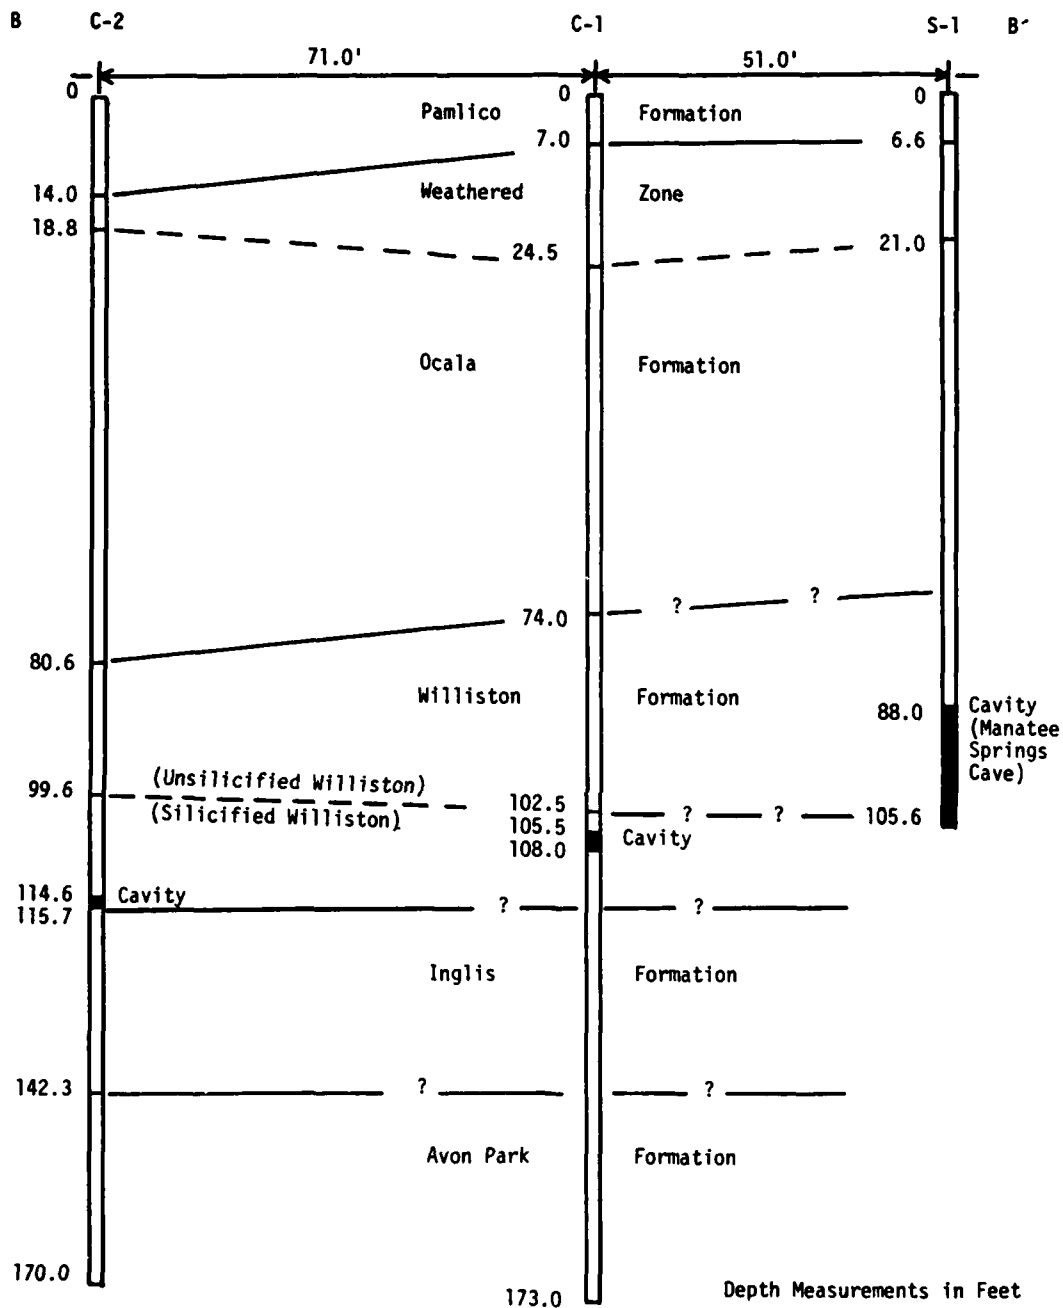 B C-2 C-1 S-1 B'
71.0' 51.0'
0 0 0
Pamlico Formation
7.0 6.6
14.0 Weathered Zone
18.8
24.5 21.0
Ocala Formation
74.0 ? ?
80.6
Williston Formation
88.0 Cavity
(Manatee
Springs
Cave)
99.6 (Unsilicified Williston)
(Silicified Williston)
102.5 ? ? 105.6
105.5
108.0 Cavity
114.6 Cavity
115.7 ? ?
Inglis Formation
142.3 ? ?
Avon Park Formation
170.0
173.0
Depth Measurements in Feet